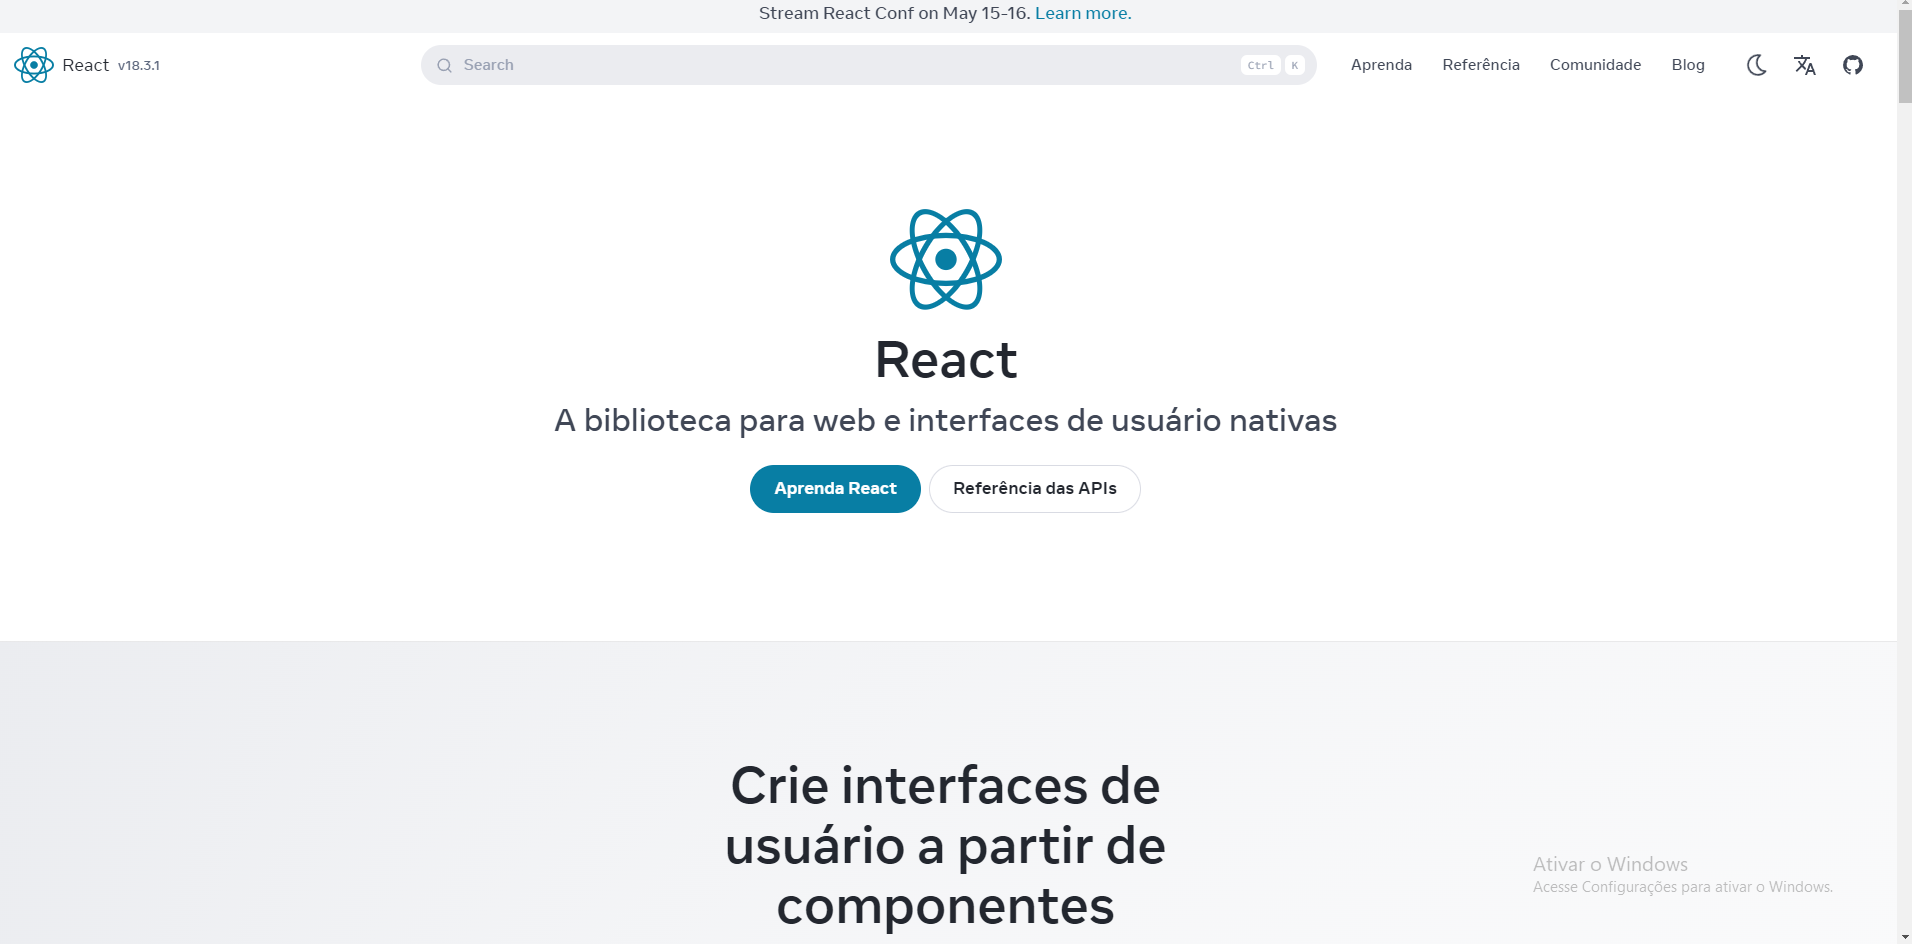 Stream React Conf on May 15-16. Learn more.
React v18.3.1
Search
Ctrl K
Aprenda
Referência
Comunidade
Blog
React
A biblioteca para web e interfaces de usuário nativas
Aprenda React
Referência das APIs
Crie interfaces de
usuário a partir de
componentes
Ativar o Windows
Acesse Configurações para ativar o Windows.